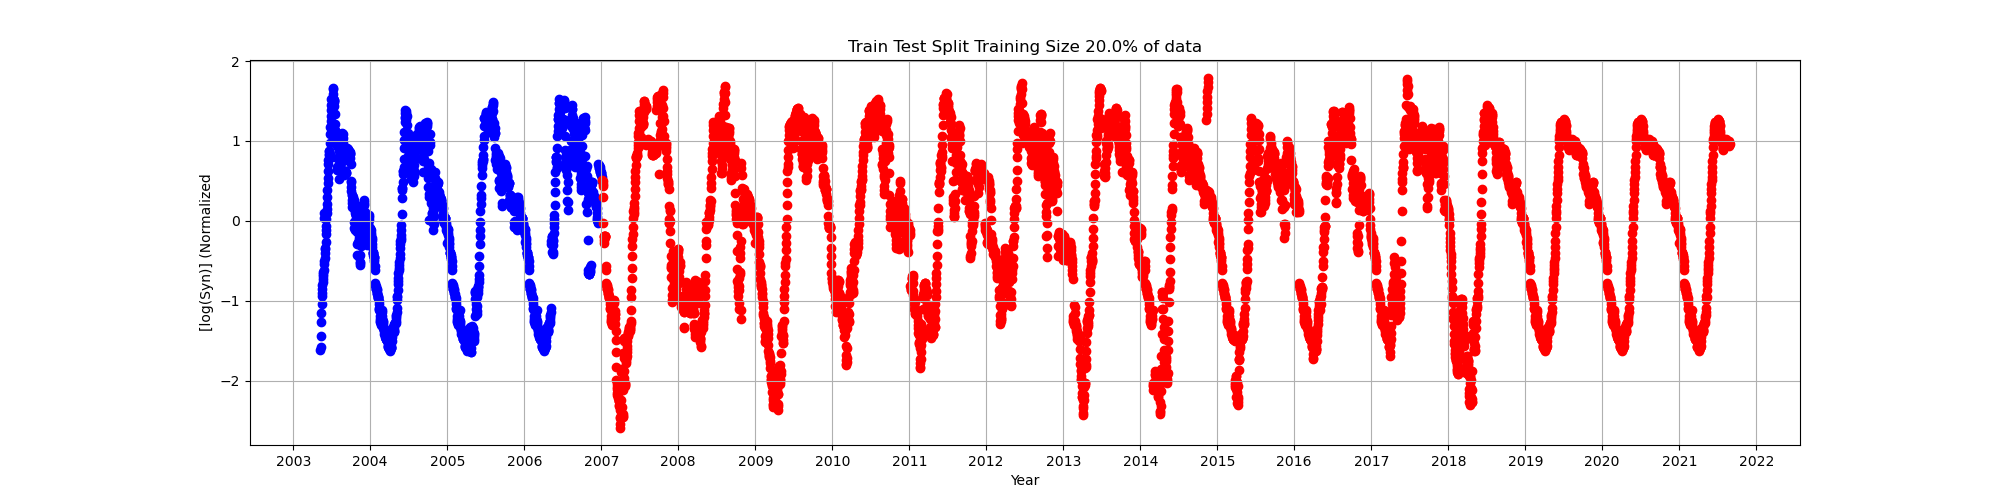 Train Test Split Training Size 20.0% of data
[log(Syn)] (Normalized
2
1
0
−1
−2
2003 2004 2005 2006 2007 2008 2009 2010 2011 2012 2013 2014 2015 2016 2017 2018 2019 2020 2021 2022
Year